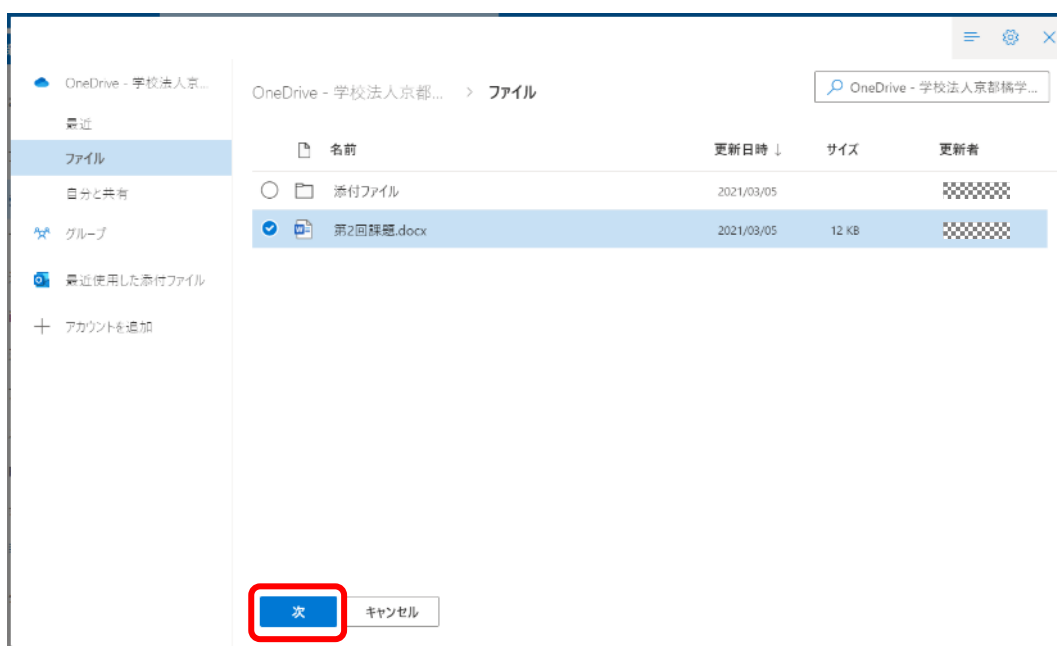 OneDrive - 学校法人京...
最近
ファイル
自分と共有
グループ
最近使用した添付ファイル
アカウントを追加
OneDrive - 学校法人京都... > ファイル
OneDrive - 学校法人京都橘学...
名前 更新日時 ↓ サイズ 更新者
添付ファイル 2021/03/05
第2回課題.docx 2021/03/05 12 KB
次 キャンセル